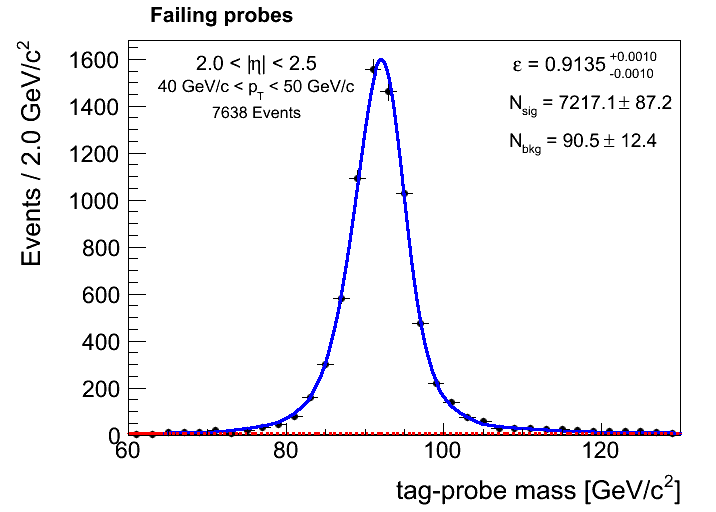 Failing probes
2.0 < |η| < 2.5
40 GeV/c < p_T < 50 GeV/c
7638 Events
ε = 0.9135 +0.0010 -0.0010
N_sig = 7217.1 ± 87.2
N_bkg = 90.5 ± 12.4
Events / 2.0 GeV/c²
1600
1400
1200
1000
800
600
400
200
0
60 80 100 120
tag-probe mass [GeV/c²]